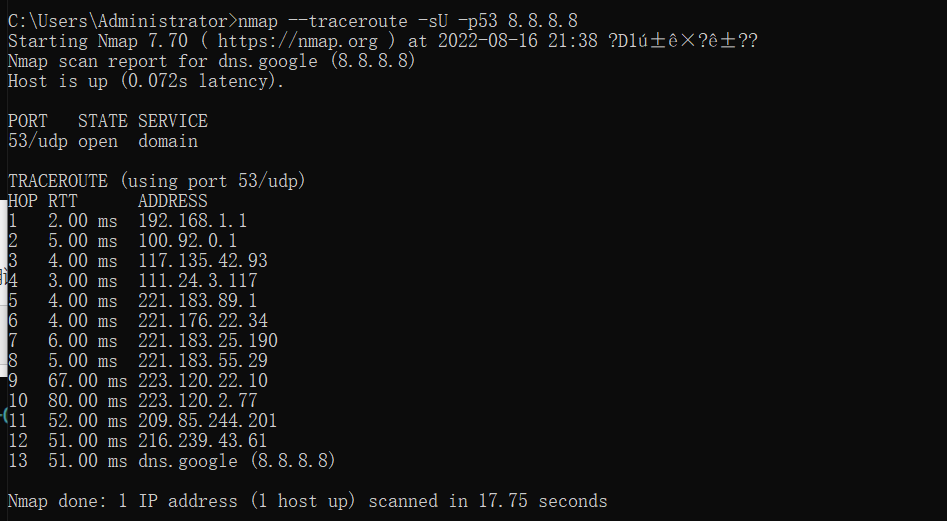 C:\Users\Administrator>nmap --traceroute -sU -p53 8.8.8.8
Starting Nmap 7.70 ( https://nmap.org ) at 2022-08-16 21:38 ?D1ú±ê×?ê±??
Nmap scan report for dns.google (8.8.8.8)
Host is up (0.072s latency).
PORT   STATE SERVICE
53/udp open  domain
TRACEROUTE (using port 53/udp)
HOP RTT      ADDRESS
1   2.00 ms  192.168.1.1
2   5.00 ms  100.92.0.1
3   4.00 ms  117.135.42.93
4   3.00 ms  111.24.3.117
5   4.00 ms  221.183.89.1
6   4.00 ms  221.176.22.34
7   6.00 ms  221.183.25.190
8   5.00 ms  221.183.55.29
9   67.00 ms 223.120.22.10
10  80.00 ms 223.120.2.77
11  52.00 ms 209.85.244.201
12  51.00 ms 216.239.43.61
13  51.00 ms dns.google (8.8.8.8)
Nmap done: 1 IP address (1 host up) scanned in 17.75 seconds